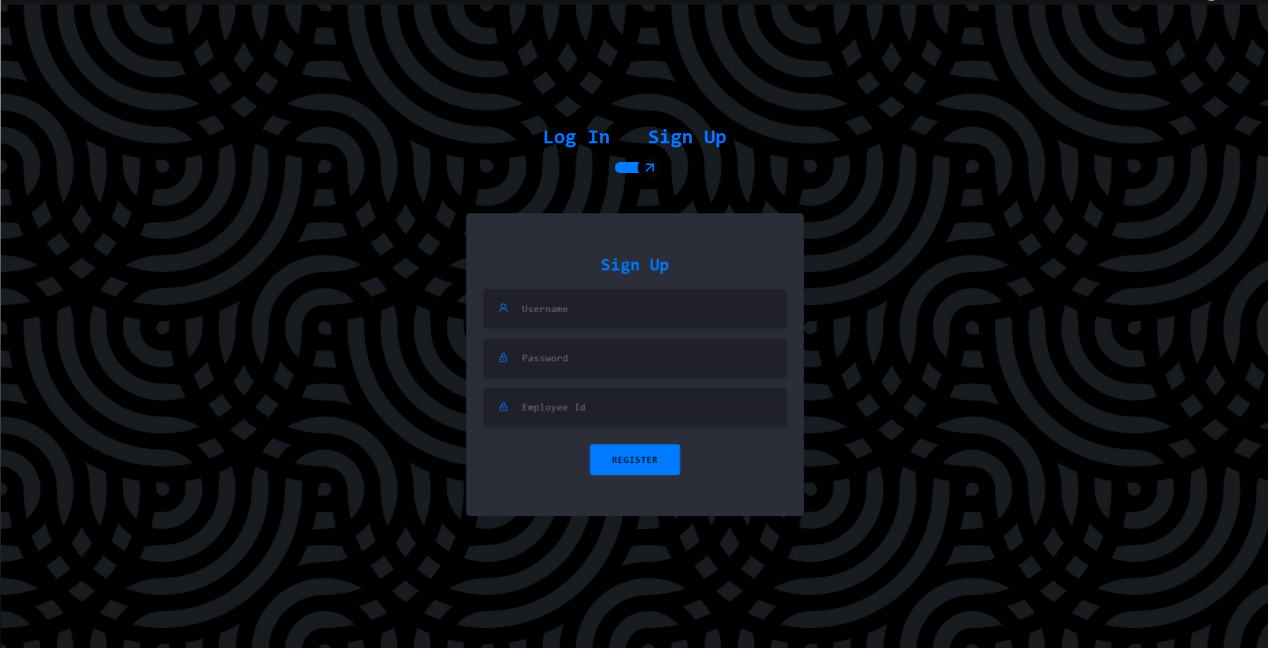 Log In Sign Up
Sign Up
Username
Password
Employee Id
REGISTER